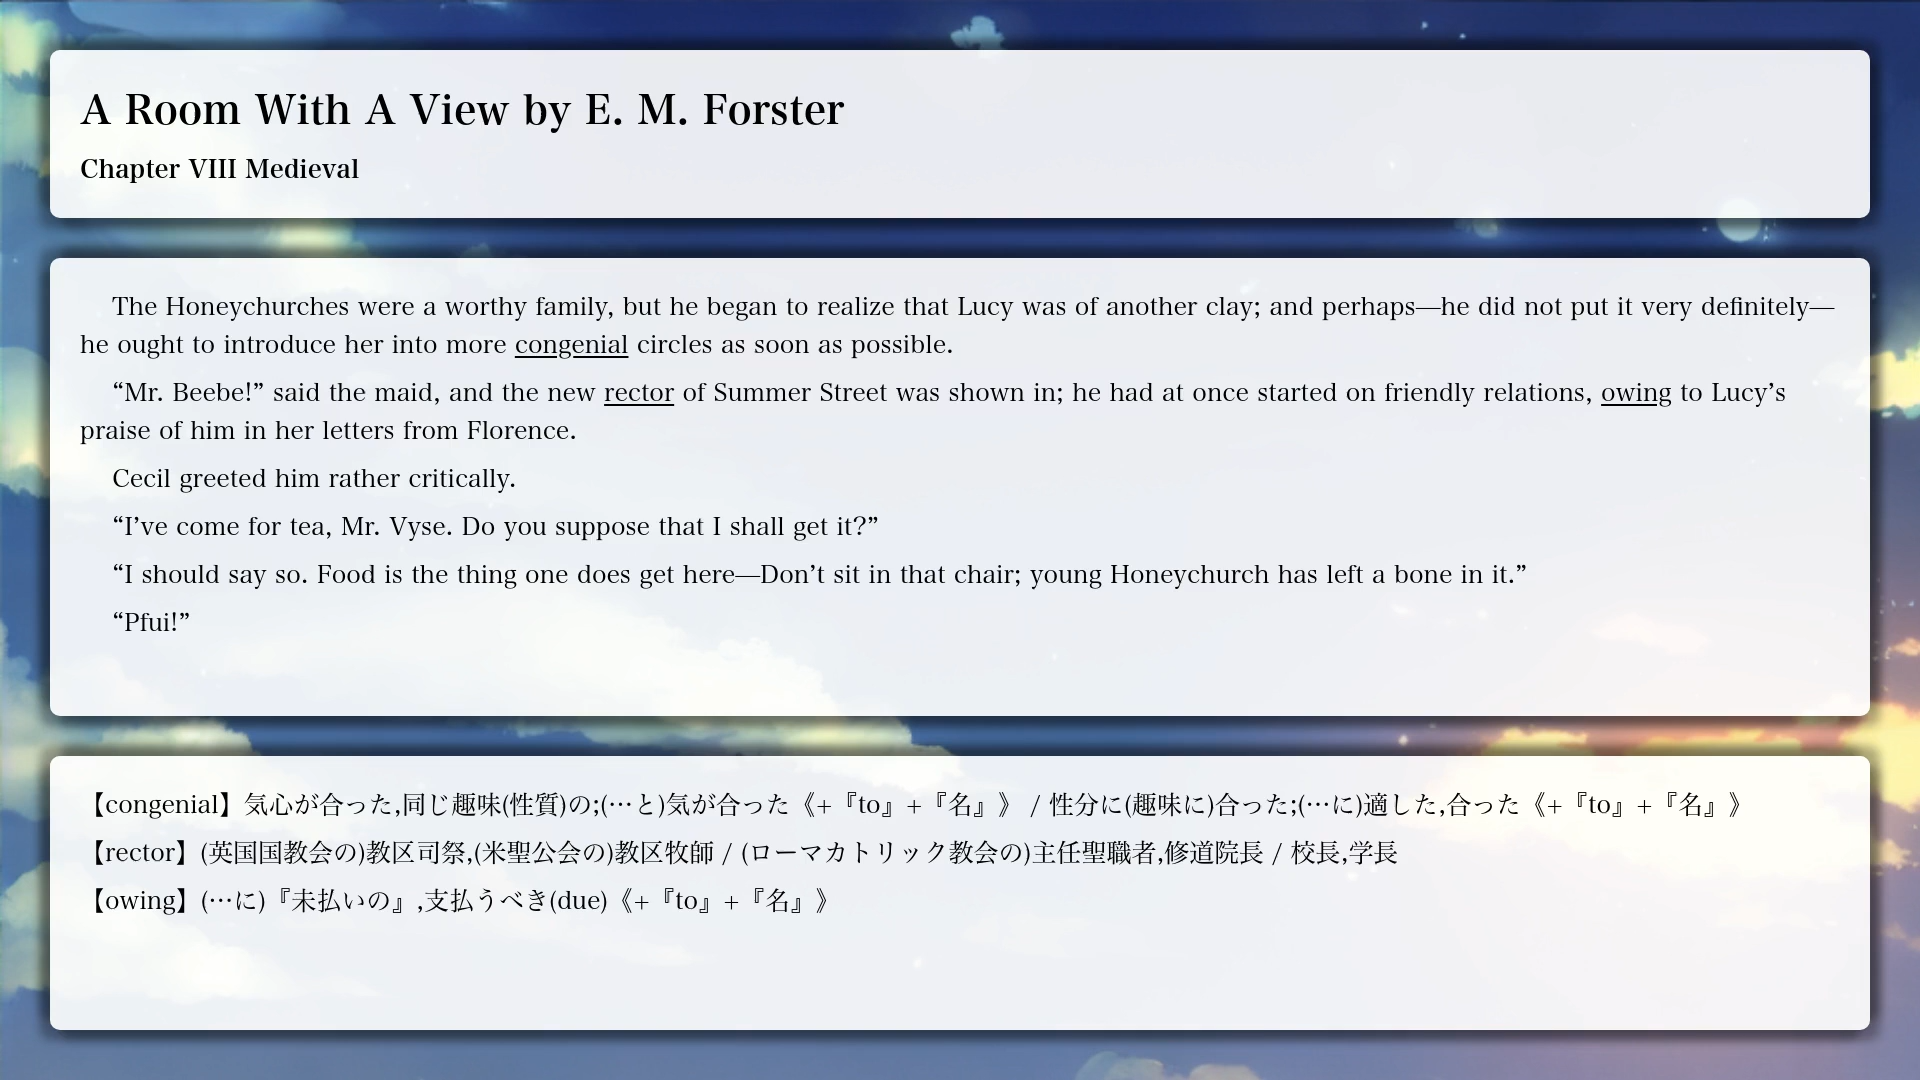 A Room With A View by E. M. Forster
Chapter VIII Medieval
The Honeychurches were a worthy family, but he began to realize that Lucy was of another clay; and perhaps—he did not put it very definitely—
he ought to introduce her into more congenial circles as soon as possible.
“Mr. Beebe!” said the maid, and the new rector of Summer Street was shown in; he had at once started on friendly relations, owing to Lucy’s
praise of him in her letters from Florence.
Cecil greeted him rather critically.
“I’ve come for tea, Mr. Vyse. Do you suppose that I shall get it?”
“I should say so. Food is the thing one does get here—Don’t sit in that chair; young Honeychurch has left a bone in it.”
“Pfui!”
【congenial】気心が合った,同じ趣味(性質)の;(…と)気が合った《+『to』+『名』》 / 性分に(趣味に)合った;(…に)適した,合った《+『to』+『名』》
【rector】(英国国教会の)教区司祭,(米聖公会の)教区牧師 / (ローマカトリック教会の)主任聖職者,修道院長 / 校長,学長
【owing】(…に)『未払いの』,支払うべき(due)《+『to』+『名』》